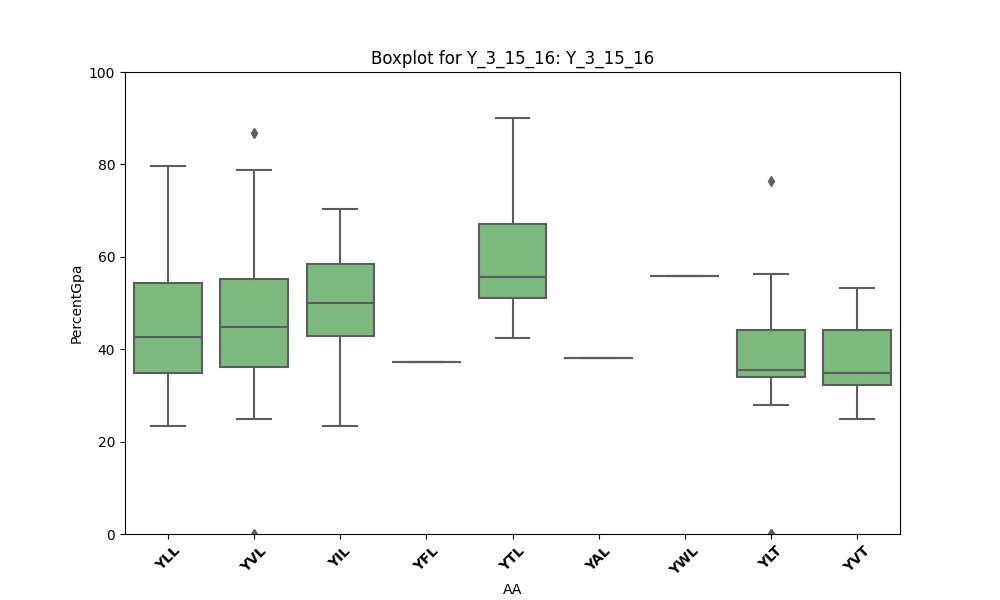 Boxplot for Y_3_15_16: Y_3_15_16
100
80
60
40
20
0
PercentGpa
YLL YVL YIL YFL YTL YAL YWL YLT YVT
AA